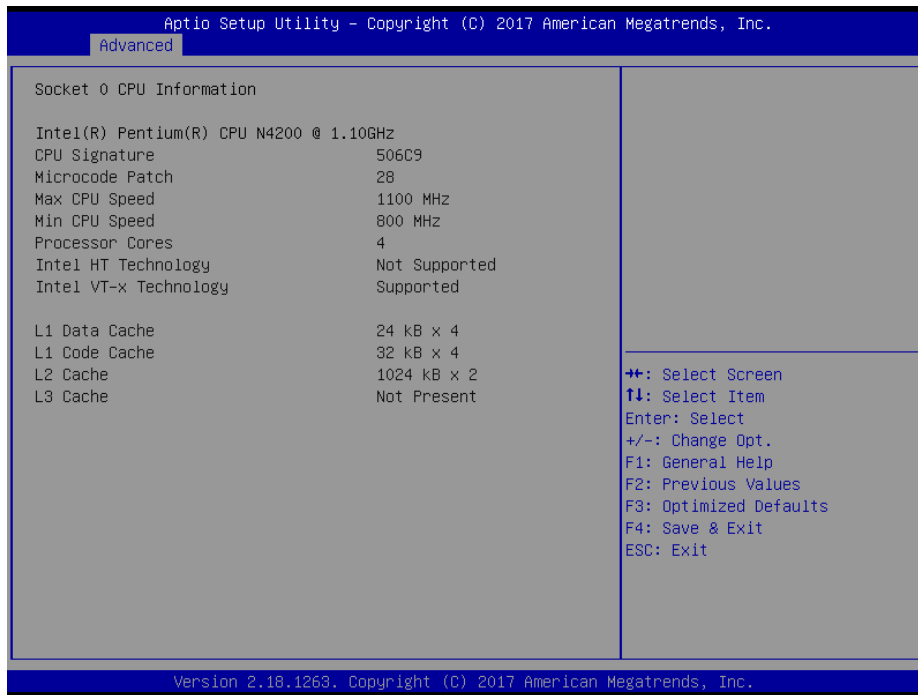 Aptio Setup Utility – Copyright (C) 2017 American Megatrends, Inc.
Advanced
Socket 0 CPU Information
Intel(R) Pentium(R) CPU N4200 @ 1.10GHz
CPU Signature 506C9
Microcode Patch 28
Max CPU Speed 1100 MHz
Min CPU Speed 800 MHz
Processor Cores 4
Intel HT Technology Not Supported
Intel VT-x Technology Supported
L1 Data Cache 24 kB x 4
L1 Code Cache 32 kB x 4
L2 Cache 1024 kB x 2
L3 Cache Not Present
→←: Select Screen
↑↓: Select Item
Enter: Select
+/-: Change Opt.
F1: General Help
F2: Previous Values
F3: Optimized Defaults
F4: Save & Exit
ESC: Exit
Version 2.18.1263. Copyright (C) 2017 American Megatrends, Inc.